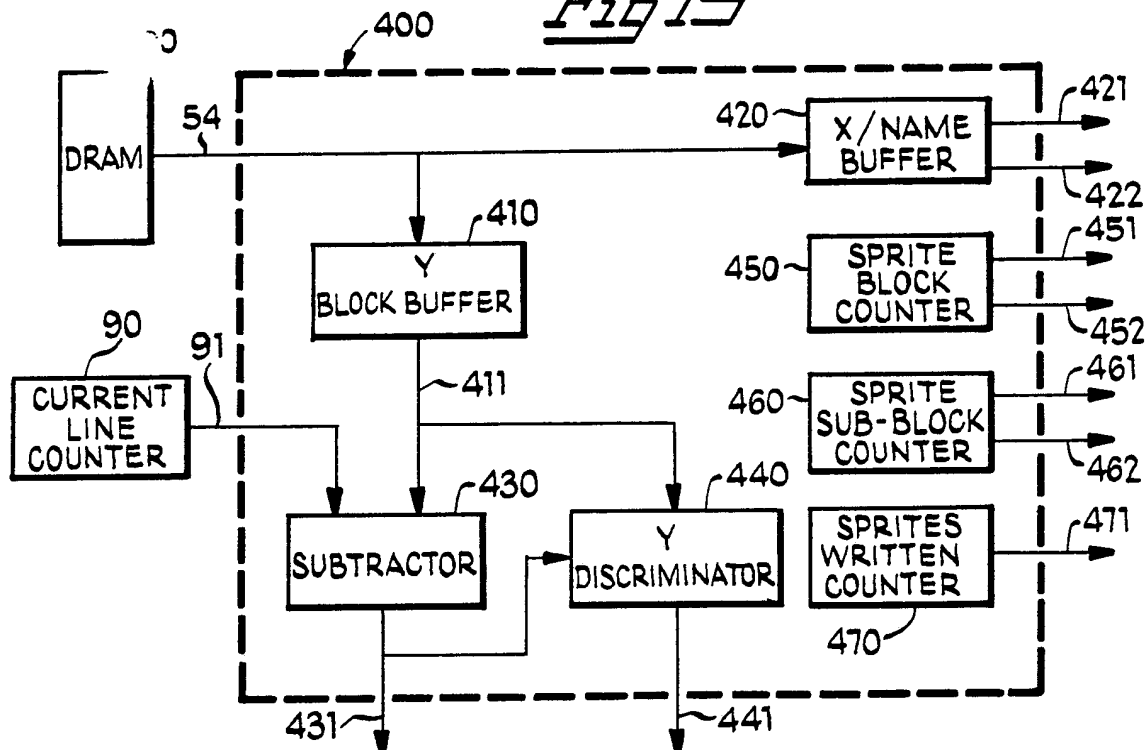 Fig 15
400
DRAM
54
420
X/NAME
BUFFER
421
422
410
Y
BLOCK BUFFER
450
SPRITE
BLOCK
COUNTER
451
452
90
91
CURRENT
LINE
COUNTER
411
460
SPRITE
SUB-BLOCK
COUNTER
461
462
430
SUBTRACTOR
440
Y
DISCRIMINATOR
SPRITES
WRITTEN
COUNTER
471
470
431
441